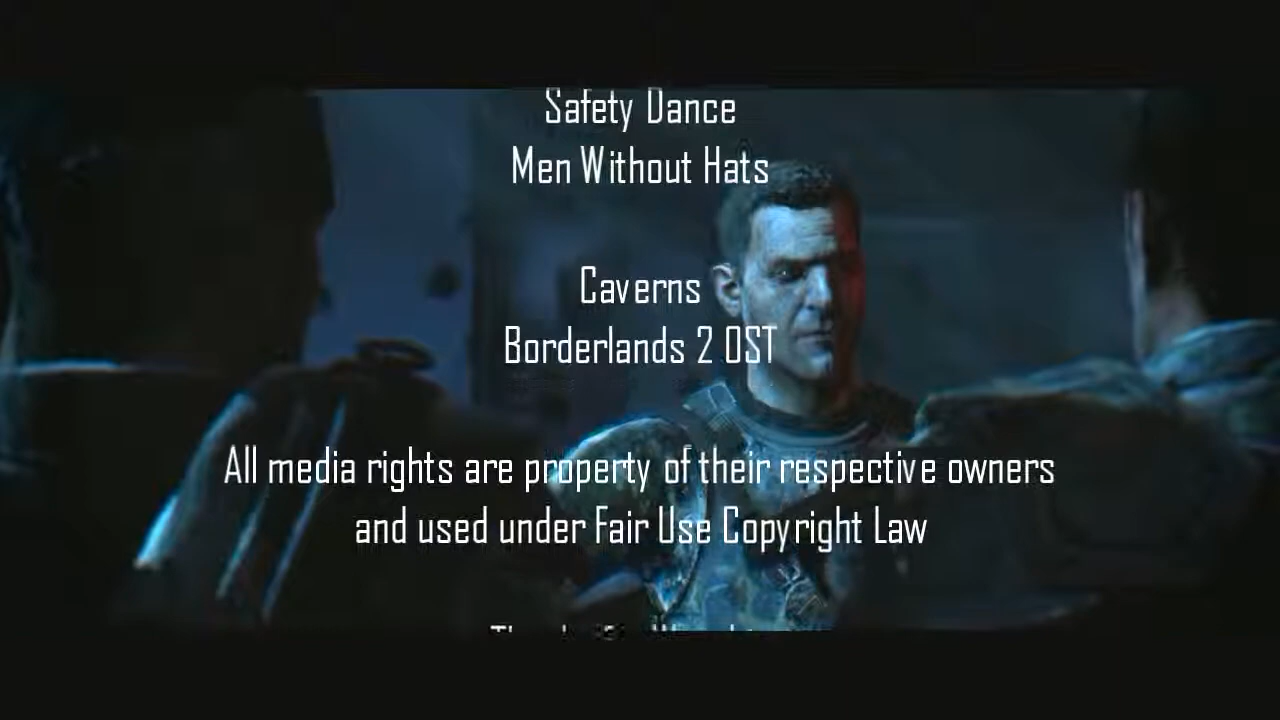 Safety Dance
Men Without Hats
Caverns
Borderlands 2 OST
All media rights are property of their respective owners
and used under Fair Use Copyright Law